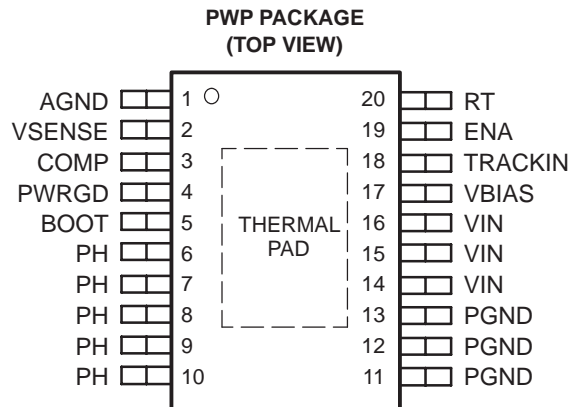 PWP PACKAGE
(TOP VIEW)
AGND 1 20 RT
VSENSE 2 19 ENA
COMP 3 18 TRACKIN
PWRGD 4 17 VBIAS
BOOT 5 16 VIN
PH 6 15 VIN
PH 7 14 VIN
PH 8 13 PGND
PH 9 12 PGND
PH 10 11 PGND
THERMAL
PAD